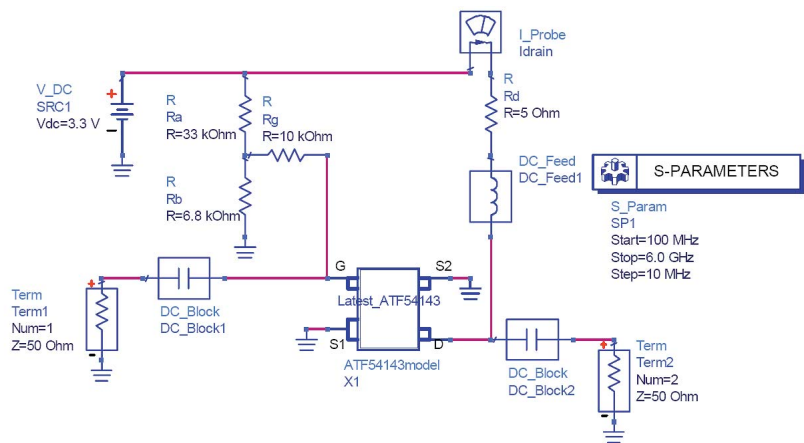 I_Probe
Idrain
V_DC
SRC1
Vdc=3.3 V
R
Ra
R=33 kOhm
R
Rg
R=10 kOhm
R
Rd
R=5 Ohm
R
Rb
R=6.8 kOhm
DC_Feed
DC_Feed1
S-PARAMETERS
S_Param
SP1
Start=100 MHz
Stop=6.0 GHz
Step=10 MHz
Term
Term1
Num=1
Z=50 Ohm
DC_Block
DC_Block1
G
S2
Latest_ATF54143
S1
D
ATF54143model
X1
DC_Block
DC_Block2
Term
Term2
Num=2
Z=50 Ohm